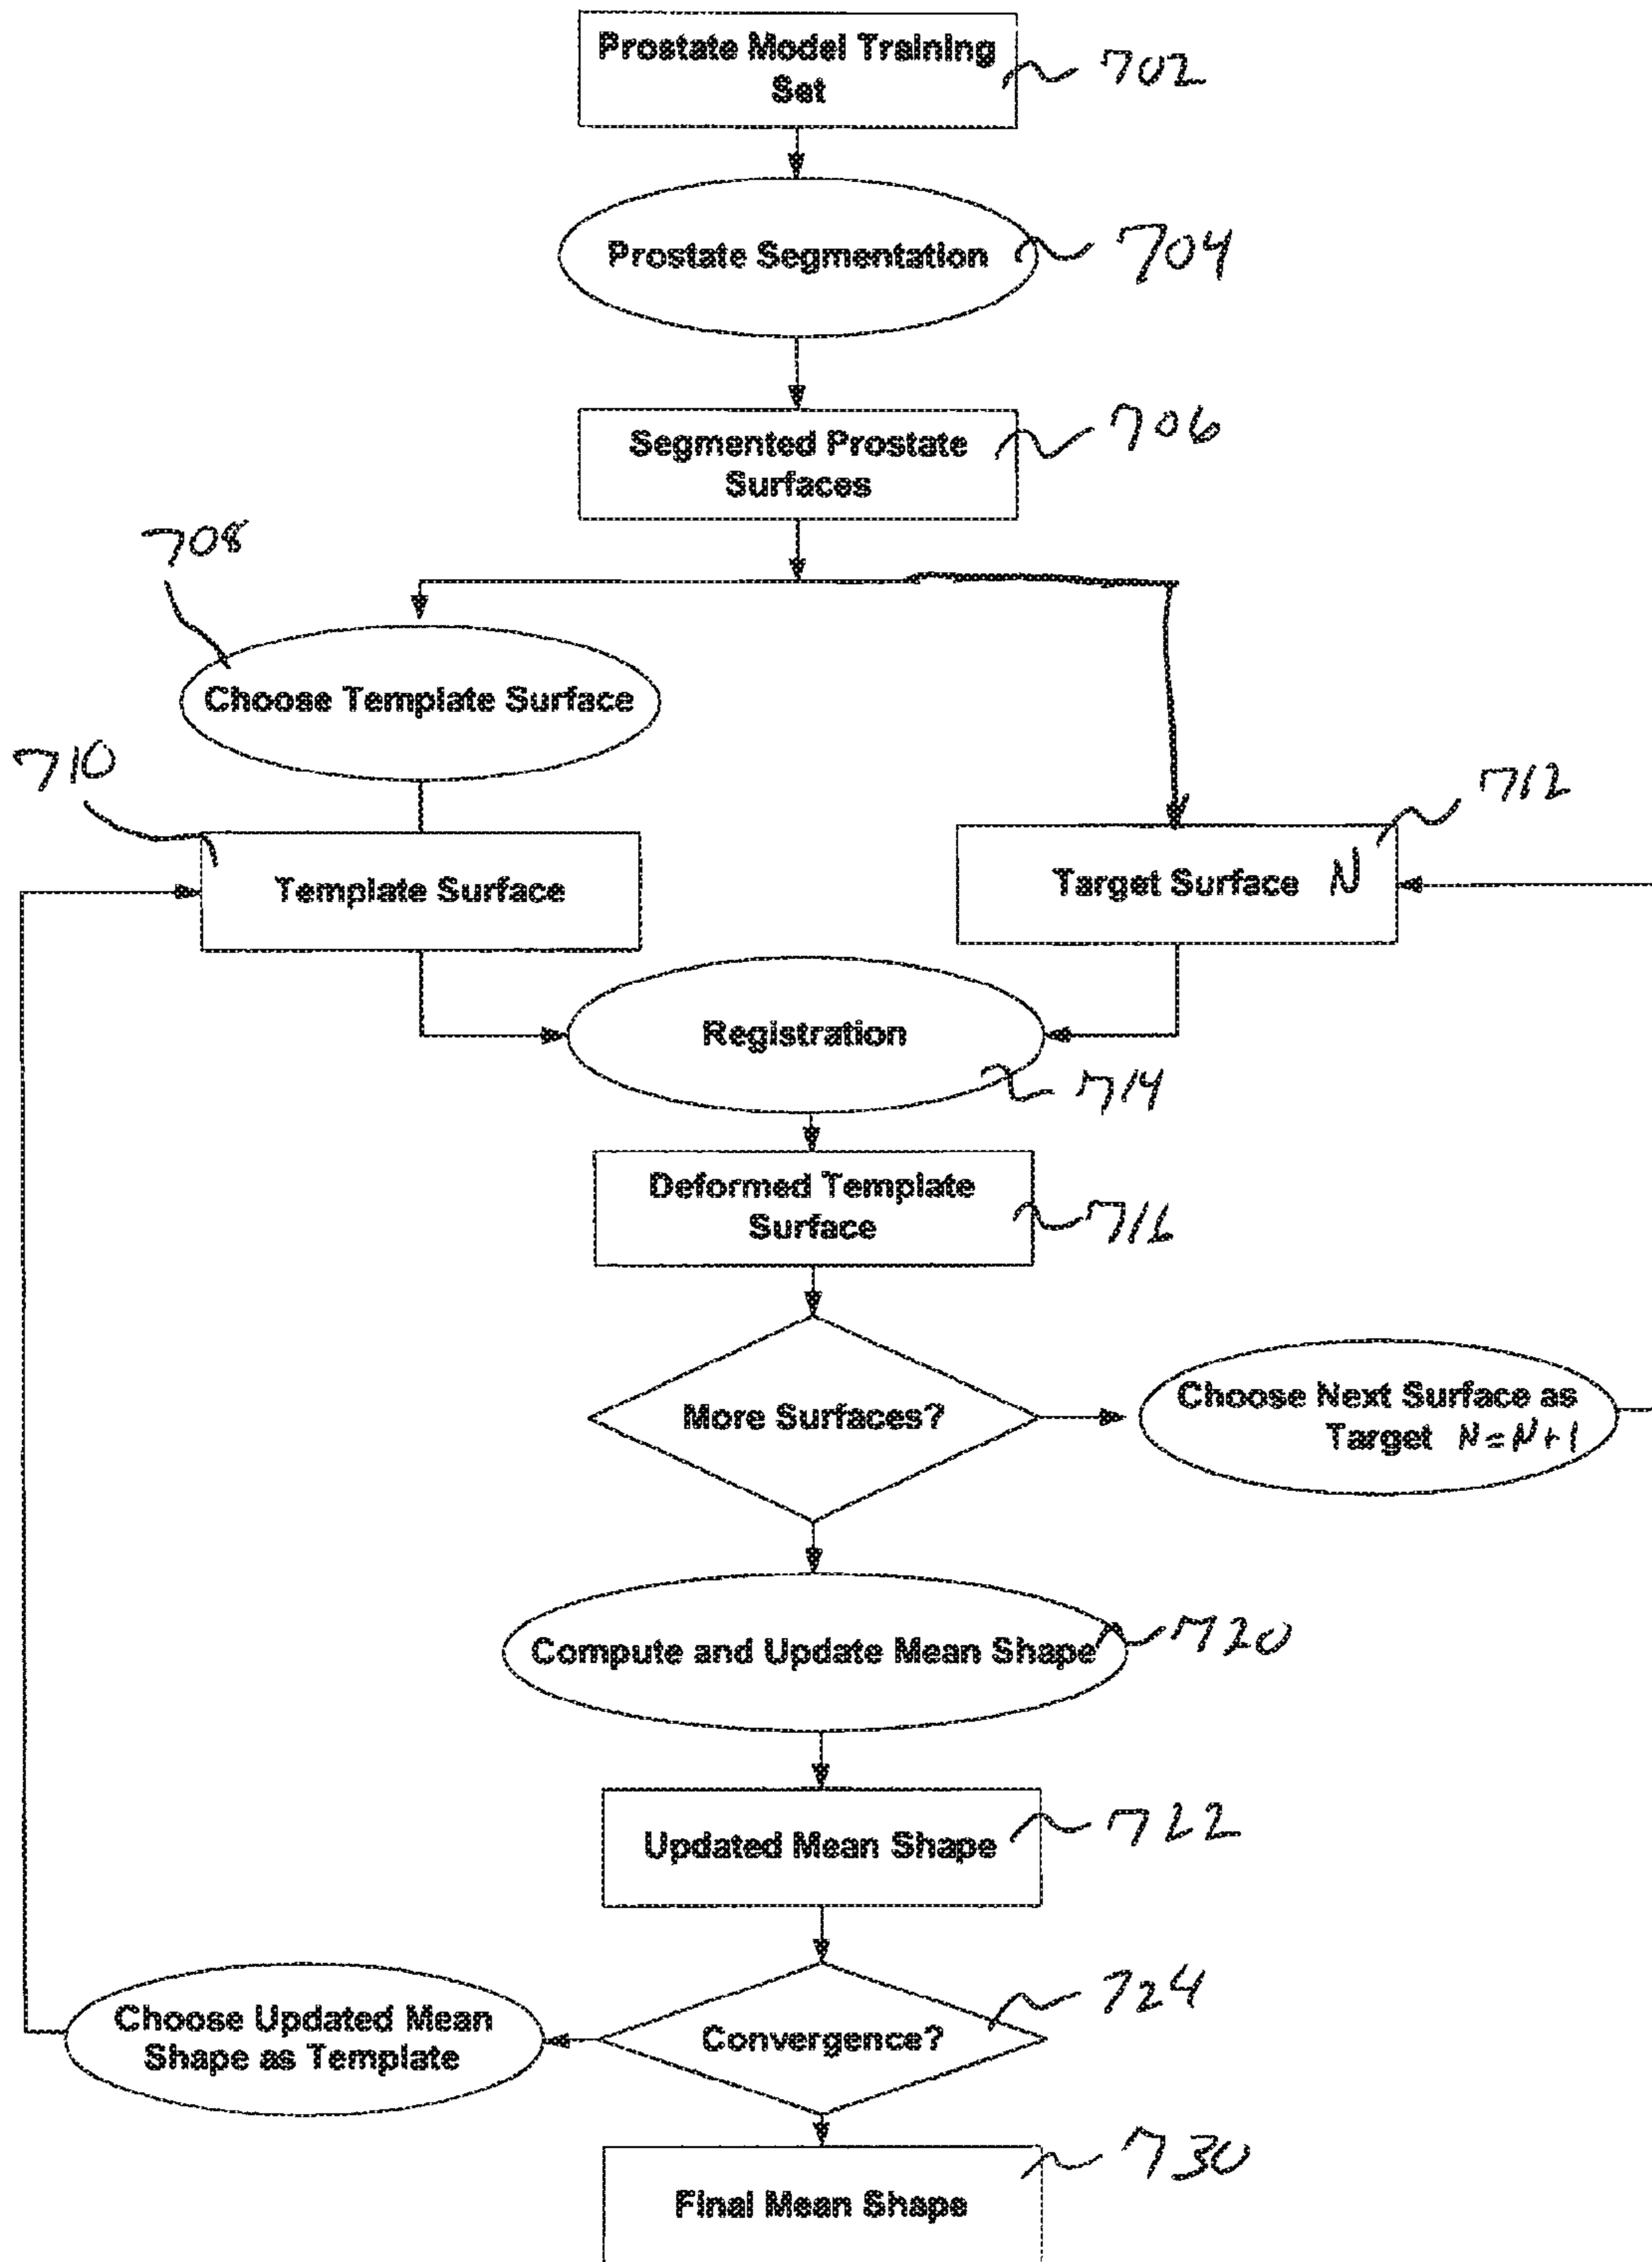 Prostate Model Training
Set
702
Prostate Segmentation
704
Segmented Prostate
Surfaces
706
708
Choose Template Surface
710
Template Surface
712
Target Surface N
Registration
714
Deformed Template
Surface
716
More Surfaces?
Choose Next Surface as
Target N=N+1
Compute and Update Mean Shape
720
Updated Mean Shape
722
724
Choose Updated Mean
Shape as Template
Convergence?
730
Final Mean Shape